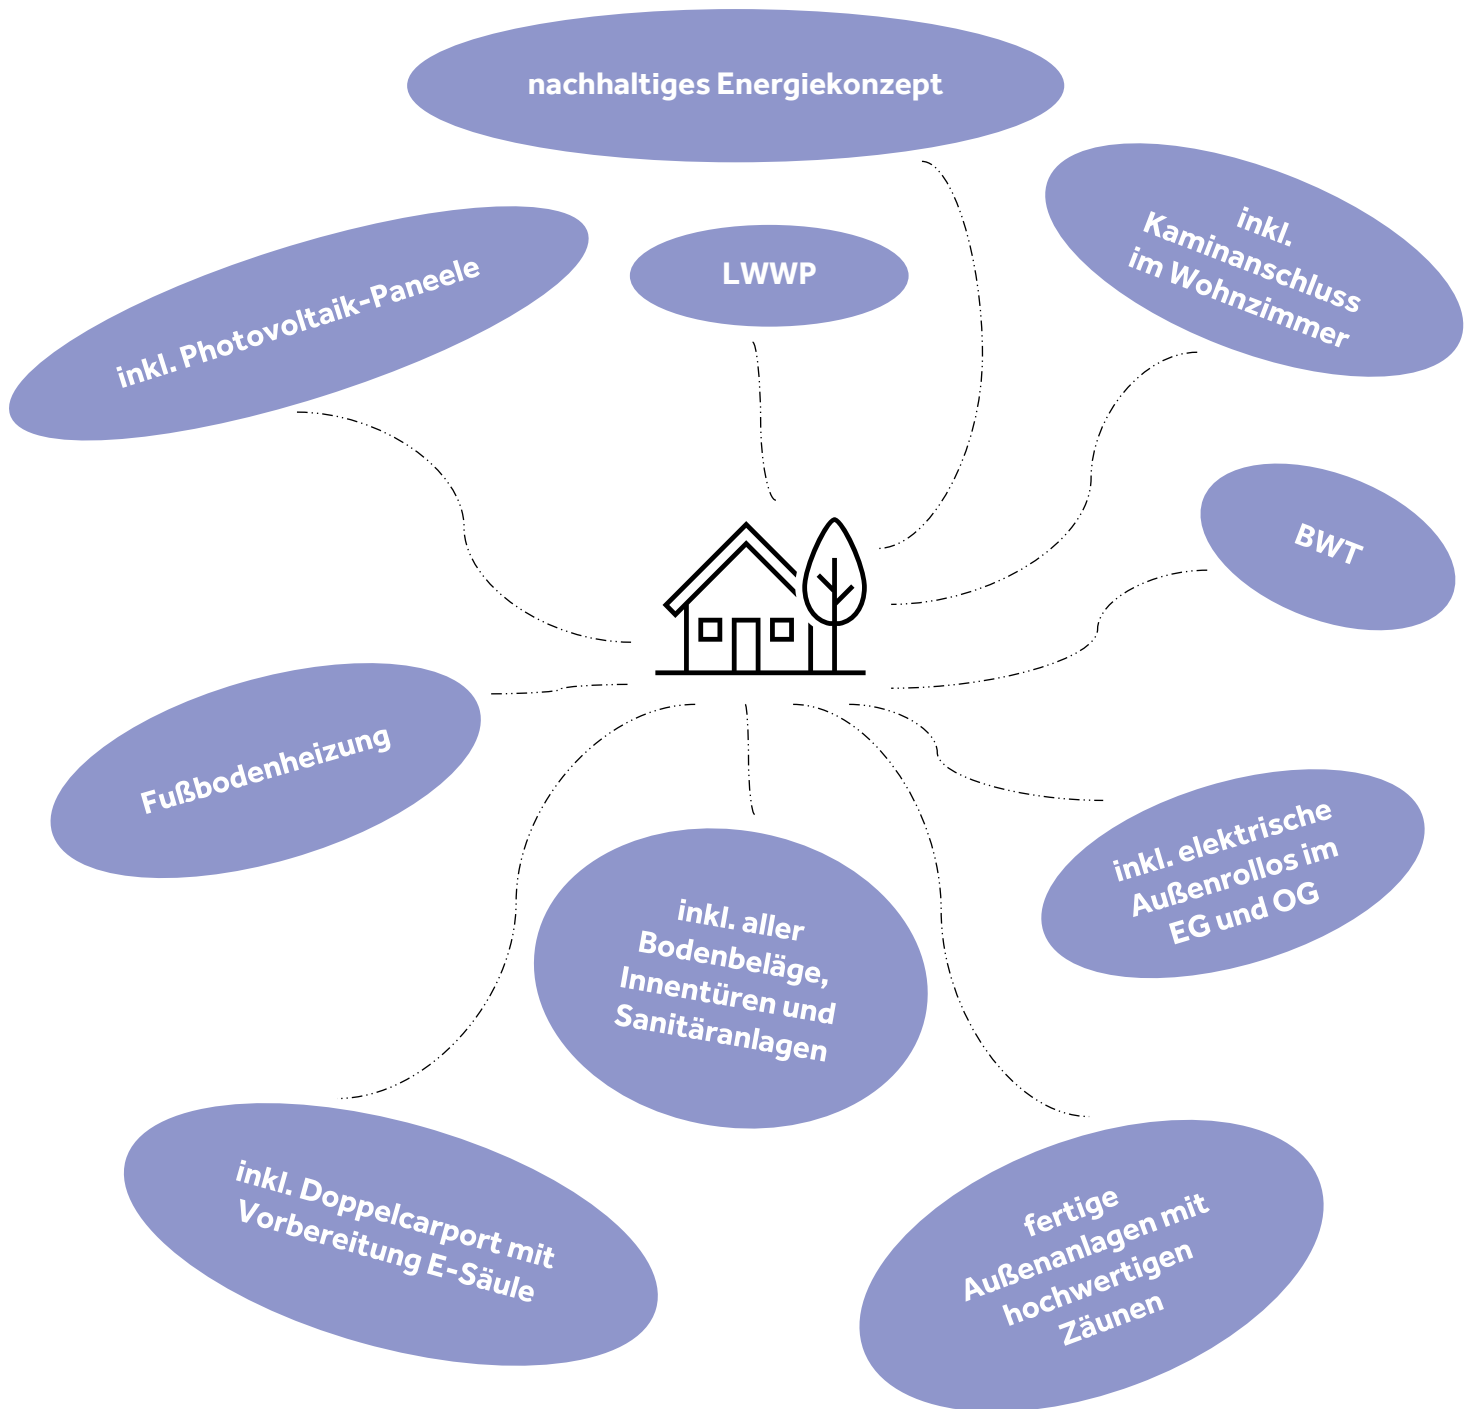 nachhaltiges Energiekonzept
inkl.
Kaminanschluss
im Wohnzimmer
inkl. Photovoltaik-Paneele
LWWP
BWT
Fußbodenheizung
inkl. elektrische
Außenrollos im
EG und OG
inkl. aller
Bodenbeläge,
Innentüren und
Sanitäranlagen
inkl. Doppelcarport mit
Vorbereitung E-Säule
fertige
Außenanlagen mit
hochwertigen
Zäunen